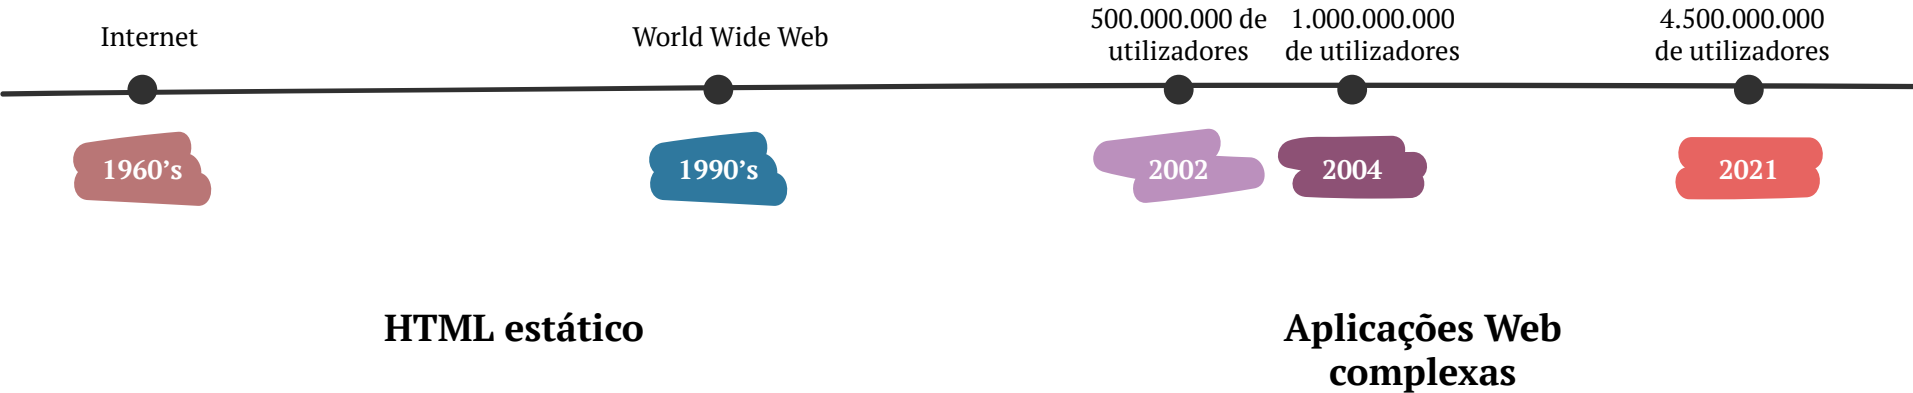 Internet
1960’s
World Wide Web
1990’s
500.000.000 de
utilizadores
2002
1.000.000.000
de utilizadores
2004
4.500.000.000
de utilizadores
2021
HTML estático
Aplicações Web
complexas